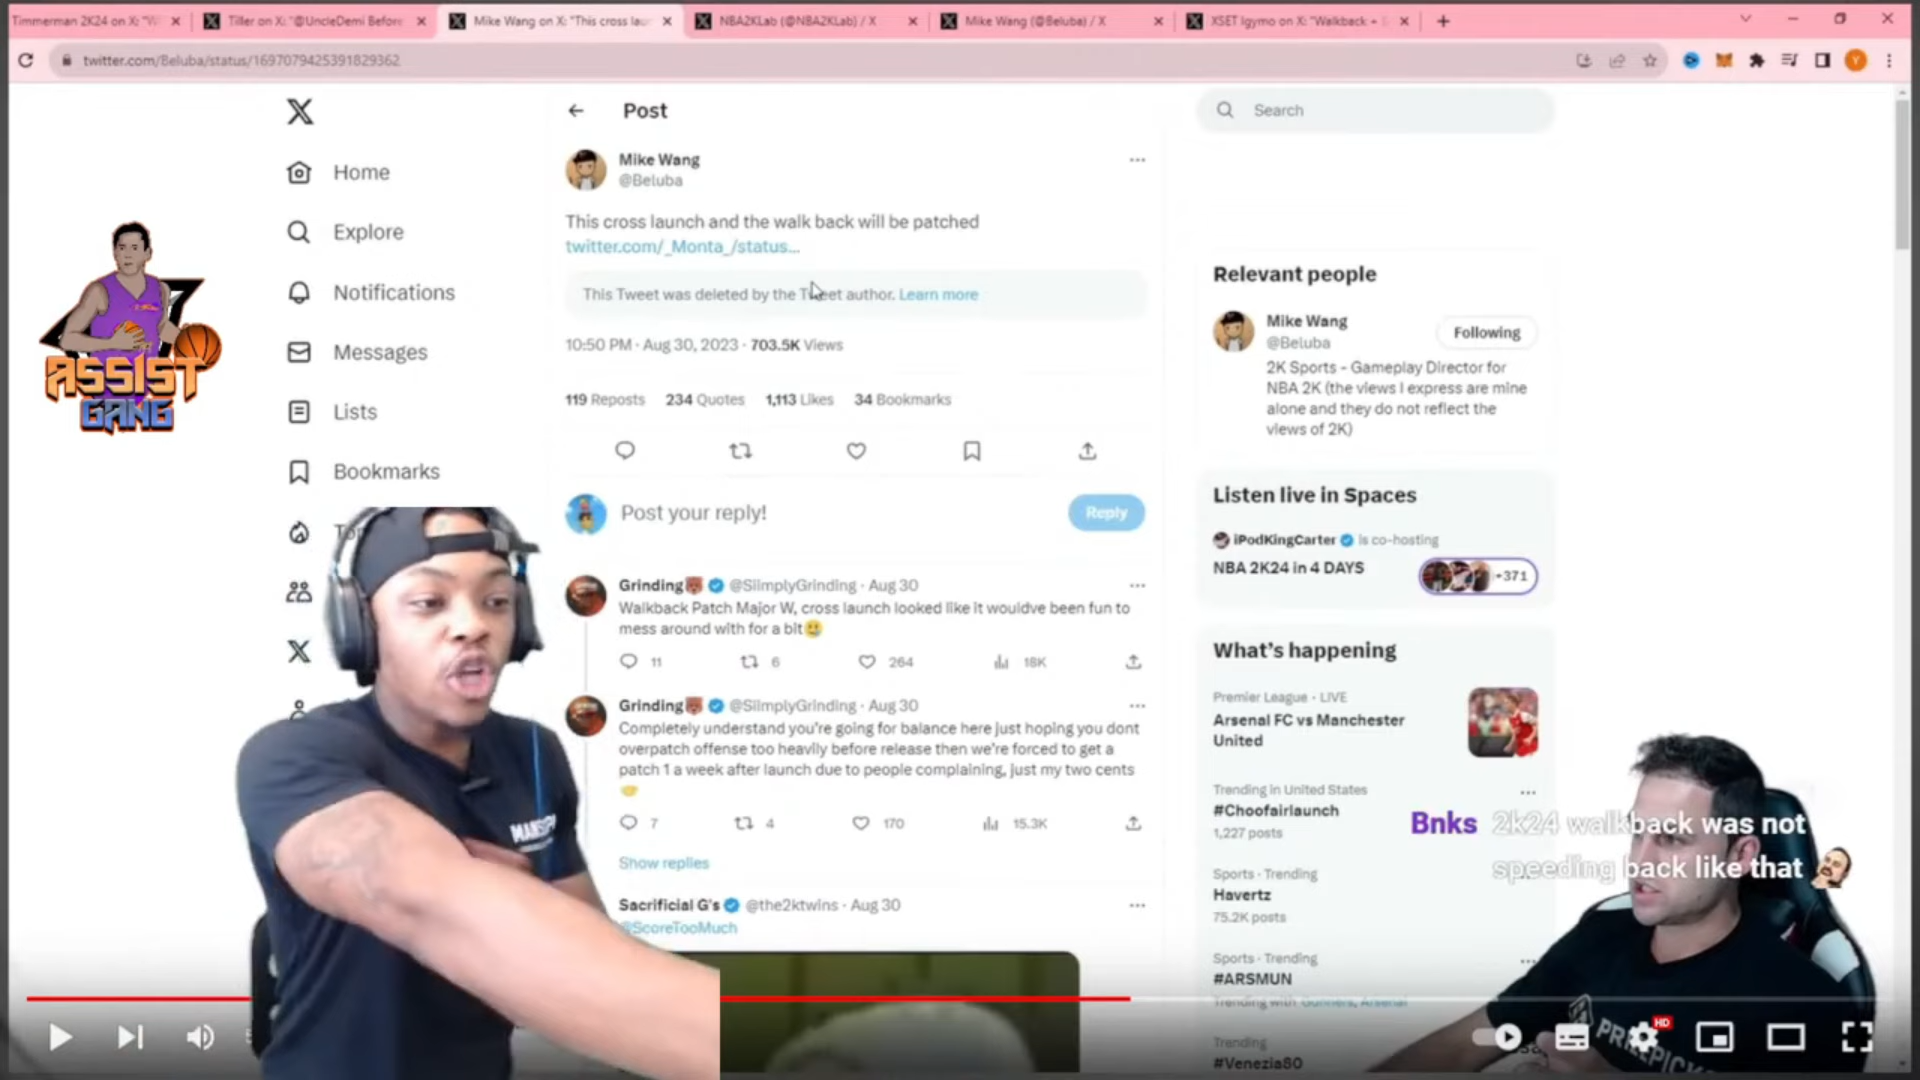 Timmerman 2K24 on X: "W
Tiller on X: "@UncleDemi Before
Mike Wang on X: "This cross lau
NBA2KLab (@NBA2KLab) / X
Mike Wang (@Beluba) / X
XSET lgymo on X: "Walkback +
twitter.com/Beluba/status/1697079425391829362
Y
Home
Explore
Notifications
Messages
Lists
Bookmarks
ASSIST
GANG
Post
Mike Wang
@Beluba
This cross launch and the walk back will be patched
twitter.com/_Monta_/status...
This Tweet was deleted by the Tweet author. Learn more
10:50 PM · Aug 30, 2023 · 703.5K Views
119 Reposts 234 Quotes 1,113 Likes 34 Bookmarks
Post your reply!
Reply
Grinding @SiImplyGrinding · Aug 30
Walkback Patch Major W, cross launch looked like it wouldve been fun to
mess around with for a bit🥲
11 6 264 18K
Grinding @SiImplyGrinding · Aug 30
Completely understand you're going for balance here just hoping you dont
overpatch offense too heavily before release then we're forced to get a
patch 1 a week after launch due to people complaining, just my two cents
🤝
7 4 170 15.3K
Show replies
Sacrificial G's @the2ktwins · Aug 30
@ScoreTooMuch
Search
Relevant people
Mike Wang
@Beluba
Following
2K Sports - Gameplay Director for
NBA 2K (the views I express are mine
alone and they do not reflect the
views of 2K)
Listen live in Spaces
iPodKingCarter is co-hosting
NBA 2K24 in 4 DAYS
+371
What's happening
Premier League · LIVE
Arsenal FC vs Manchester
United
Trending in United States
#Choofairlaunch
1,227 posts
Sports · Trending
Havertz
75.2K posts
Sports · Trending
#ARSMUN
Trending with Gunners, Arsenal
Trending
#Venezia80
Bnks 2k24 walkback was not
speeding back like that
HD